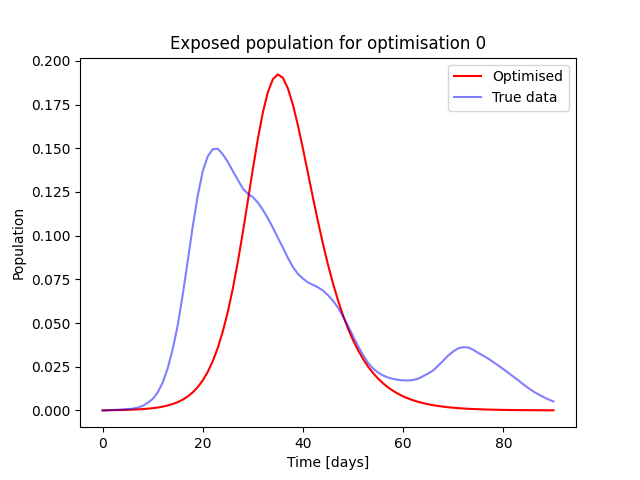 Exposed population for optimisation 0
Optimised
True data
Population
0.200
0.175
0.150
0.125
0.100
0.075
0.050
0.025
0.000
0 20 40 60 80
Time [days]